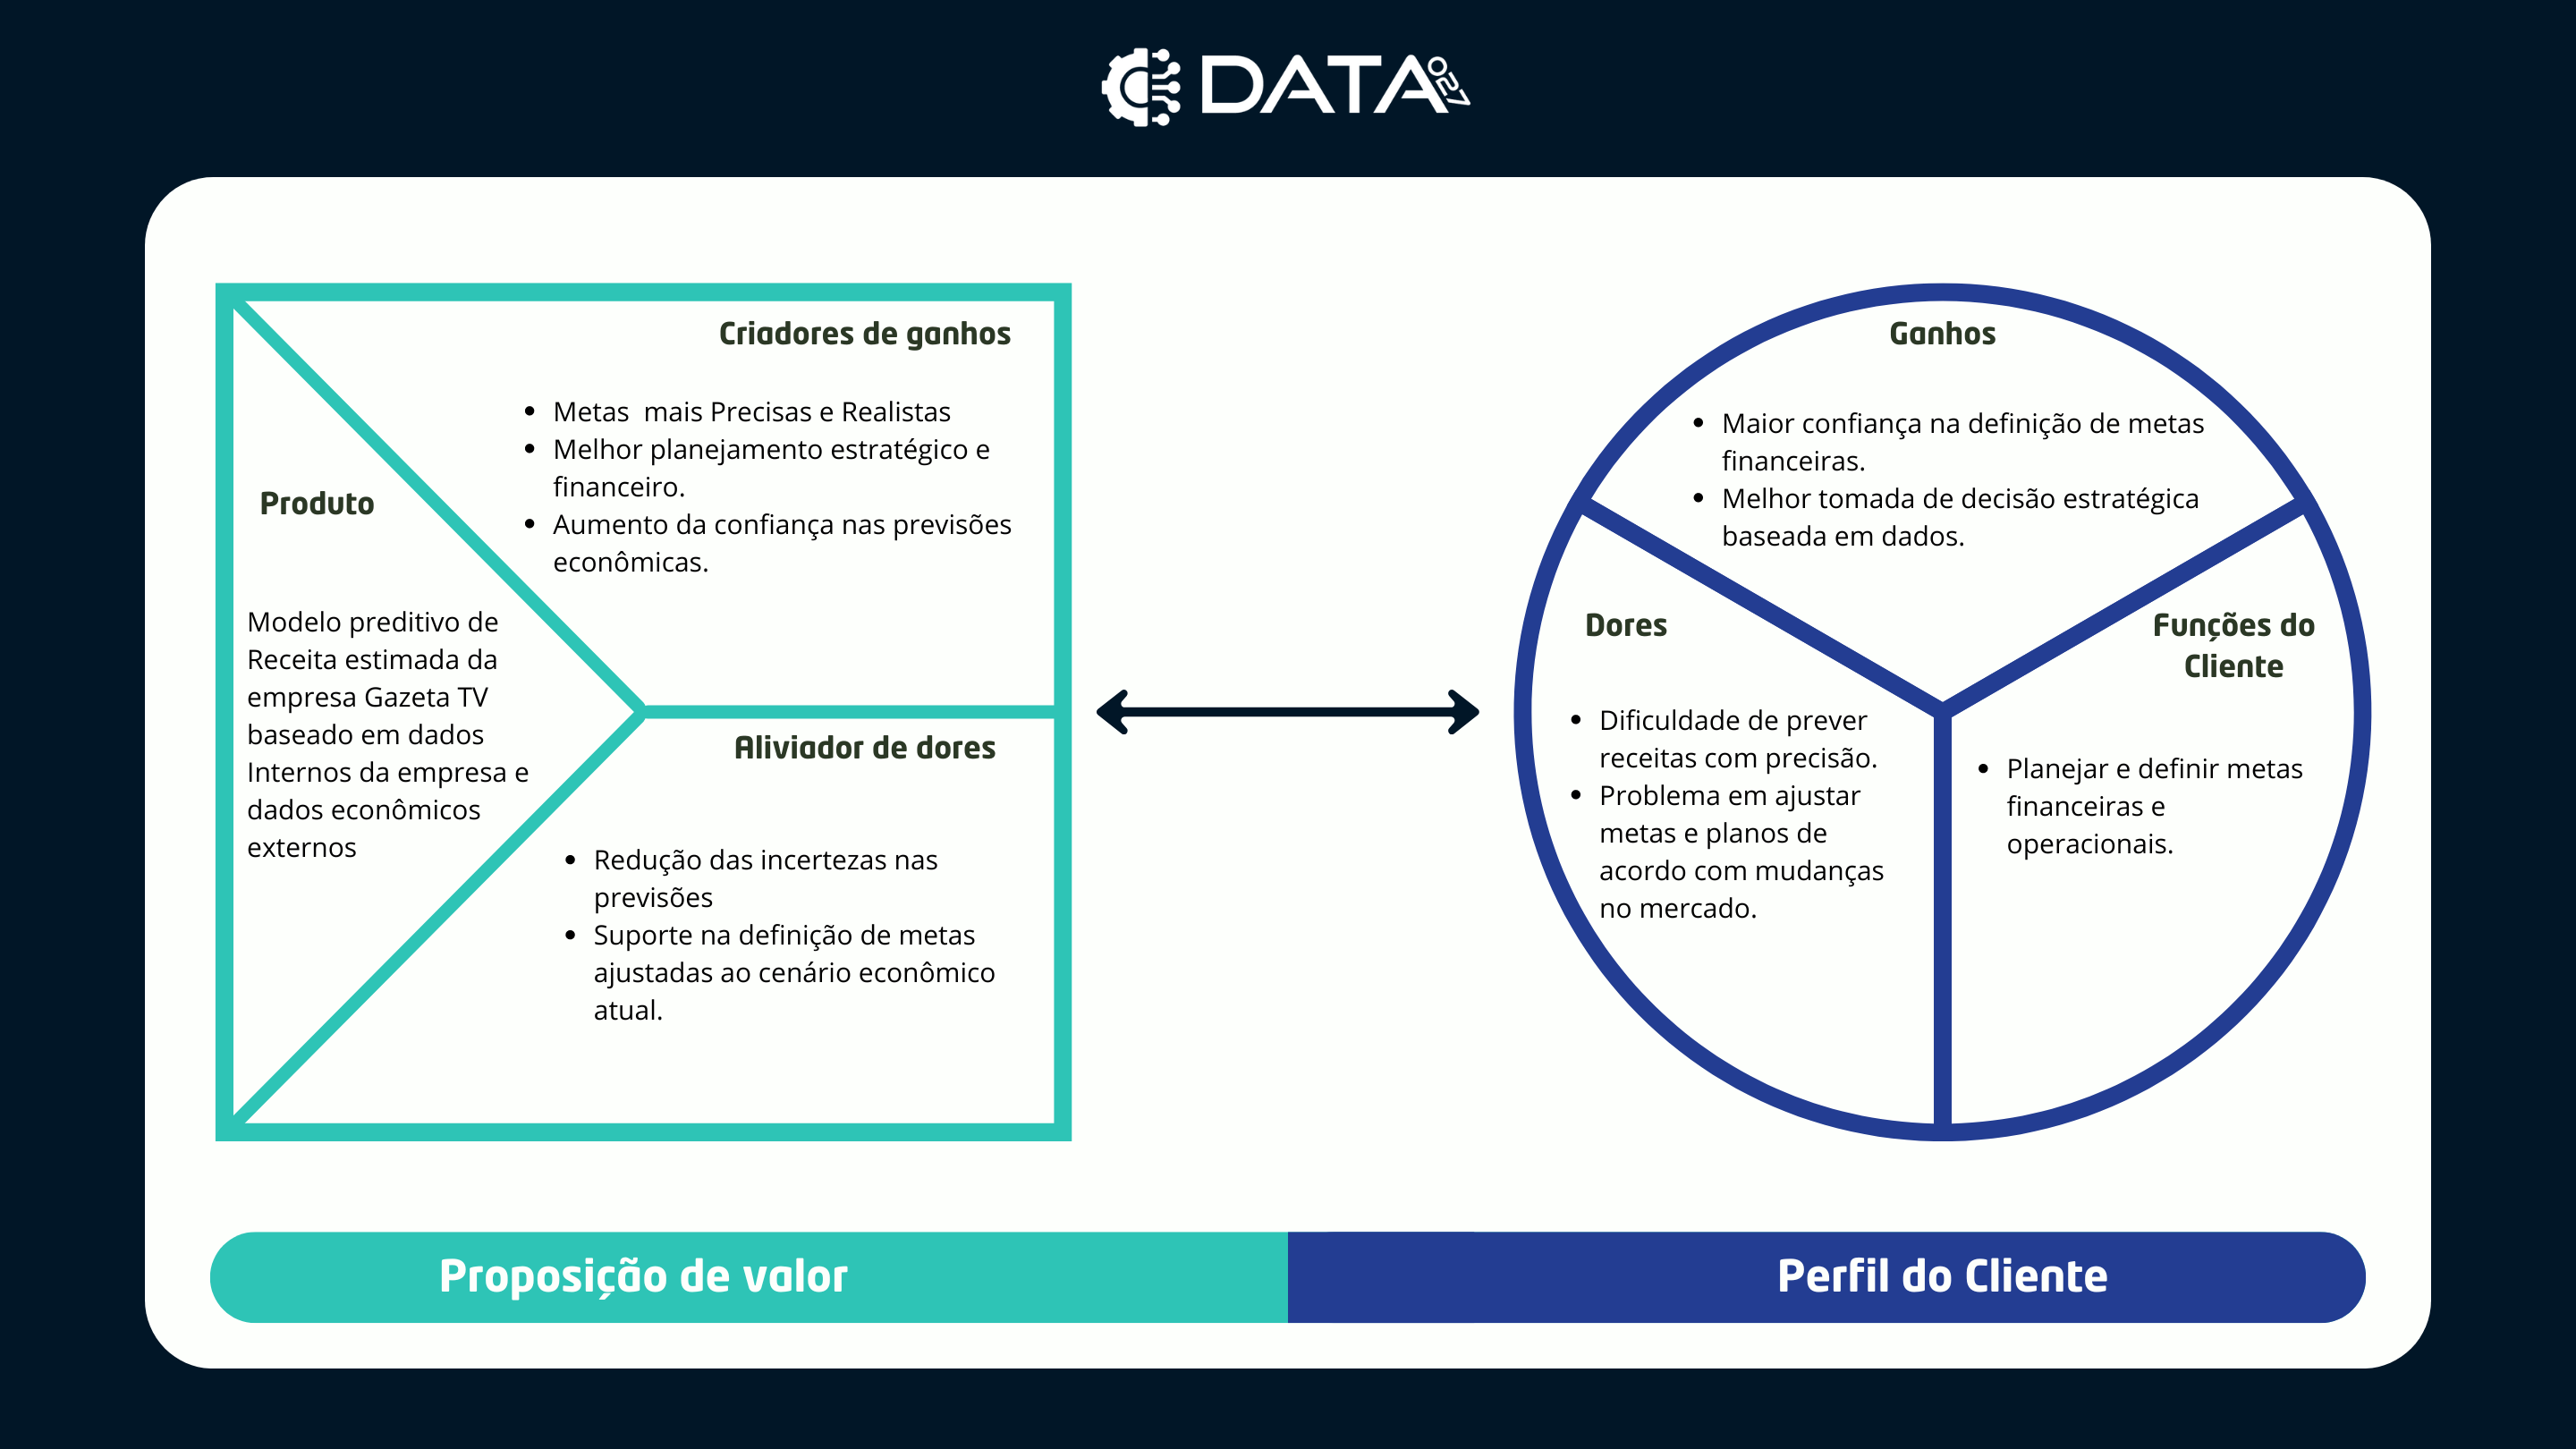 DATA 027
Criadores de ganhos
• Metas  mais Precisas e Realistas
• Melhor planejamento estratégico e
financeiro.
• Aumento da confiança nas previsões
econômicas.
Produto
Modelo preditivo de
Receita estimada da
empresa Gazeta TV
baseado em dados
Internos da empresa e
dados econômicos
externos
Aliviador de dores
• Redução das incertezas nas
previsões
• Suporte na definição de metas
ajustadas ao cenário econômico
atual.
Ganhos
• Maior confiança na definição de metas
financeiras.
• Melhor tomada de decisão estratégica
baseada em dados.
Dores
• Dificuldade de prever
receitas com precisão.
• Problema em ajustar
metas e planos de
acordo com mudanças
no mercado.
Funções do
Cliente
• Planejar e definir metas
financeiras e
operacionais.
Proposição de valor
Perfil do Cliente